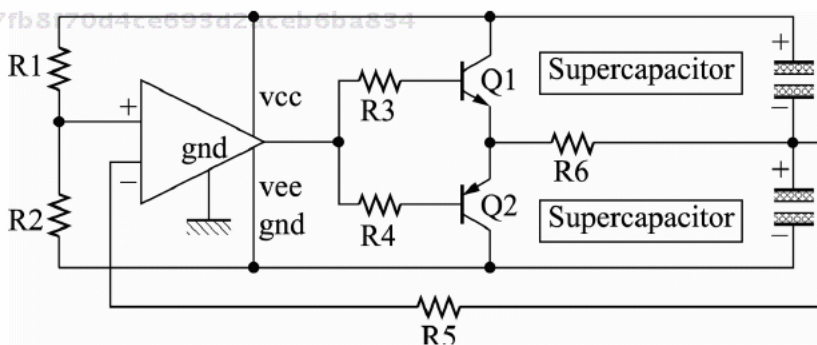 R1
R2
+
−
gnd
vcc
vee
gnd
R3
R4
Q1
Q2
Supercapacitor
Supercapacitor
R6
+
−
+
−
R5